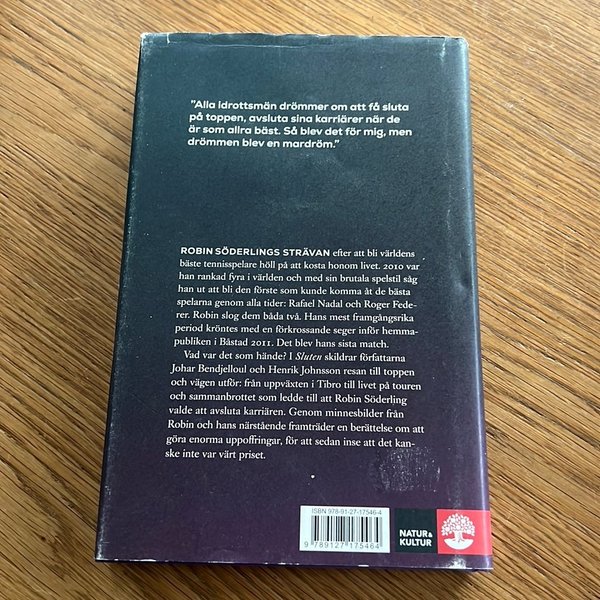 ”Alla idrottsmän drömmer om att få sluta
på toppen, avsluta sina karriärer när de
är som allra bäst. Så blev det för mig, men
drömmen blev en mardröm.”
ROBIN SÖDERLINGS STRÄVAN efter att bli världens
bäste tennisspelare höll på att kosta honom livet. 2010 var
han rankad fyra i världen och med sin brutala spelstil såg
han ut att bli den förste som kunde komma åt de bästa
spelarna genom alla tider: Rafael Nadal och Roger Fede-
rer. Robin slog dem båda två. Hans mest framgångsrika
period kröntes med en förkrossande seger inför hemma-
publiken i Båstad 2011. Det blev hans sista match.
Vad var det som hände? I Sluten skildrar författarna
Johar Bendjelloul och Henrik Johnsson resan till toppen
och vägen utför: från uppväxten i Tibro till livet på touren
och sammanbrottet som ledde till att Robin Söderling
valde att avsluta karriären. Genom minnesbilder från
Robin och hans närstående framträder en berättelse om att
göra enorma uppoffringar, för att sedan inse att det kan-
ske inte var värt priset.
ISBN 978-91-27-17546-4
9 789127 175464
NATUR &
KULTUR